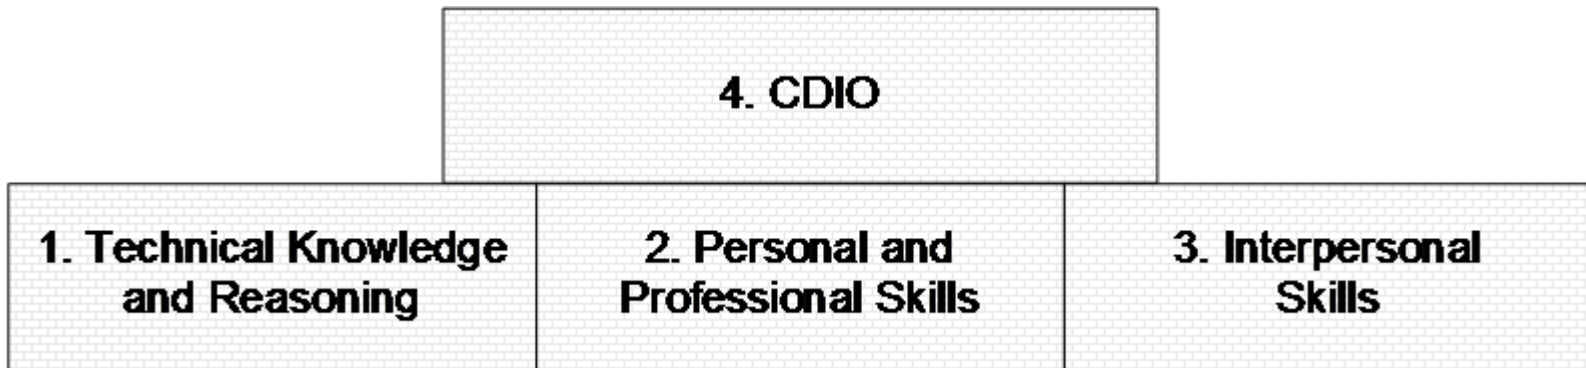 4. CDIO
1. Technical Knowledge
and Reasoning
2. Personal and
Professional Skills
3. Interpersonal
Skills